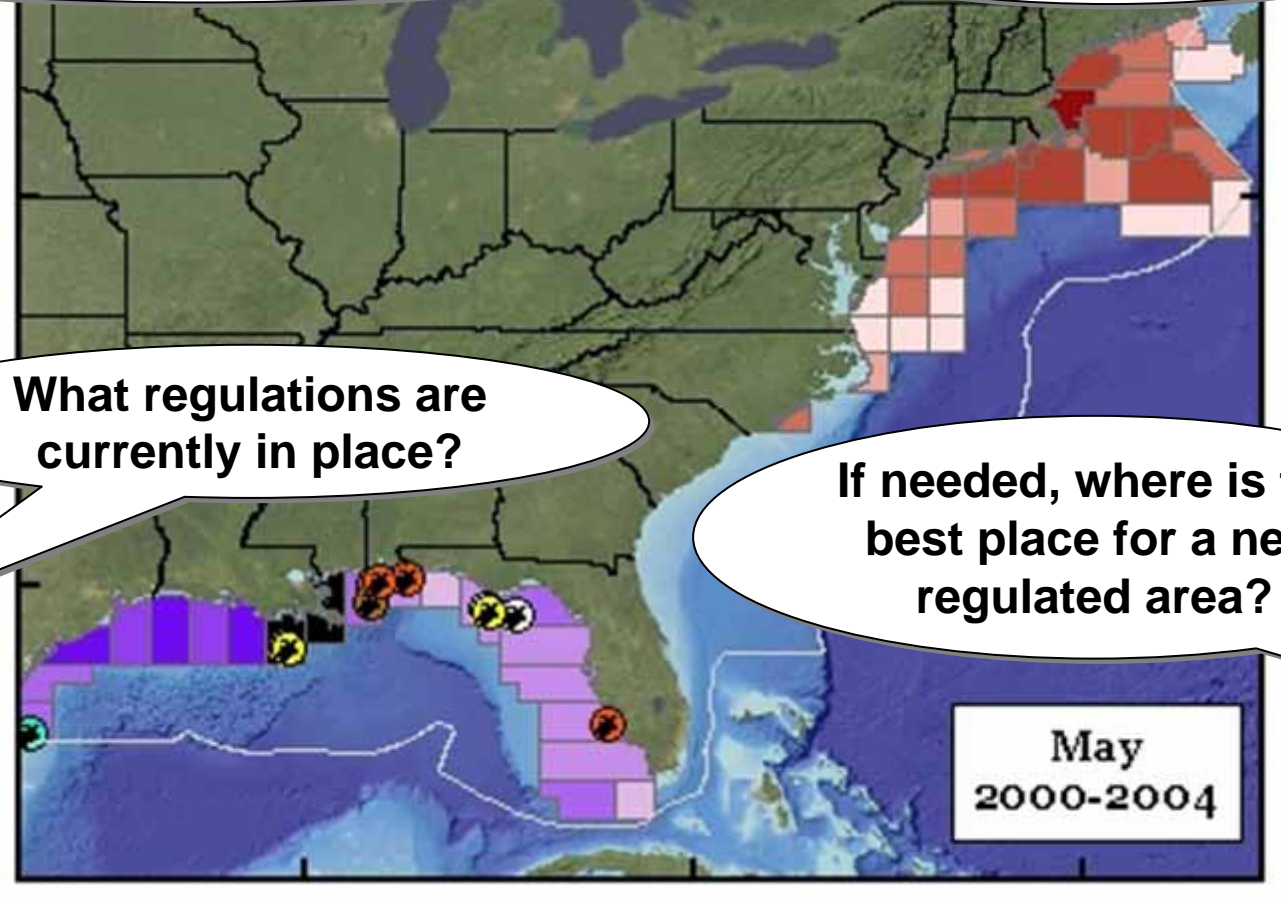 What regulations are
currently in place?
If needed, where is
best place for a
regulated area?
May
2000-2004